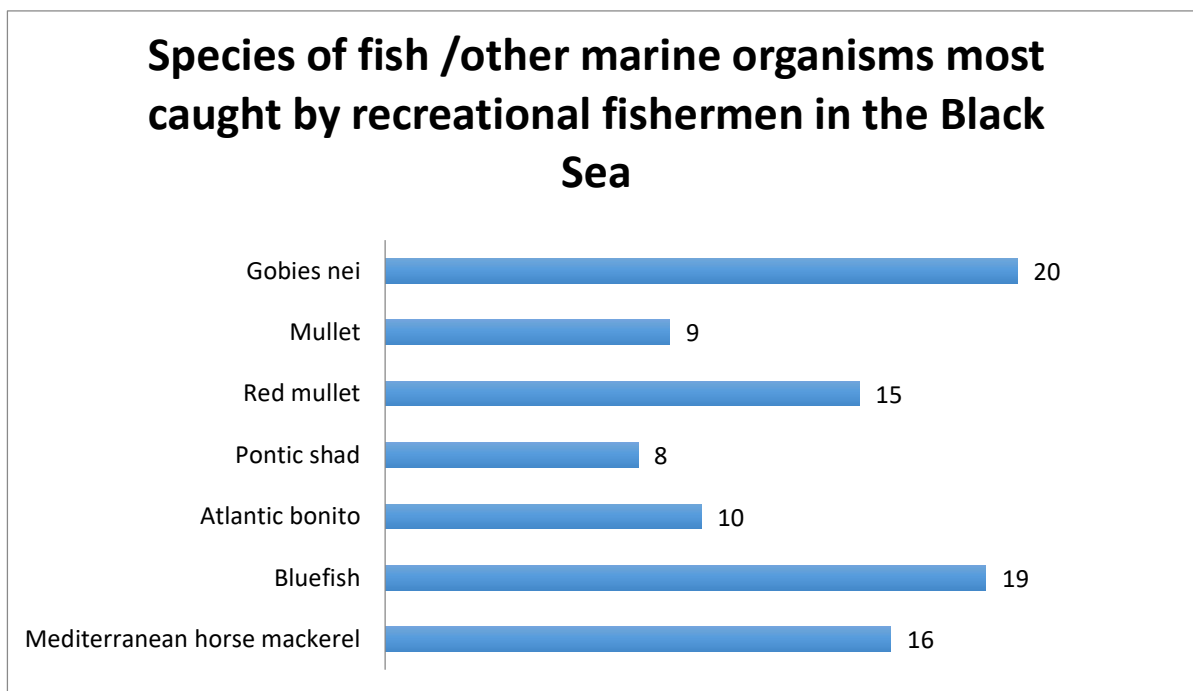 Species of fish /other marine organisms most
caught by recreational fishermen in the Black
Sea
Gobies nei 20
Mullet 9
Red mullet 15
Pontic shad 8
Atlantic bonito 10
Bluefish 19
Mediterranean horse mackerel 16